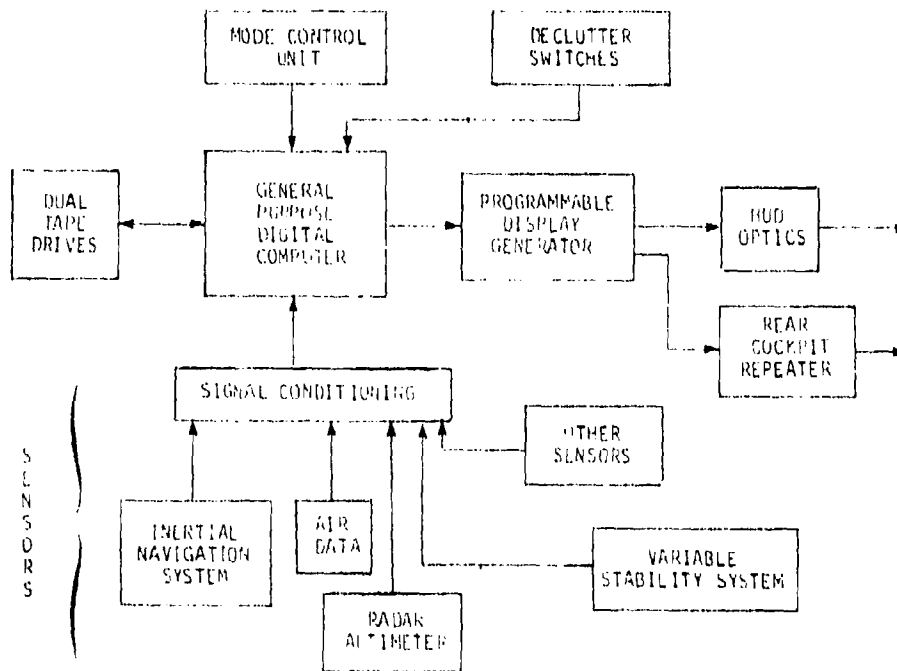 MODE CONTROL
UNIT
DECLUTTER
SWITCHES
DUAL
TAPE
DRIVES
GENERAL
PURPOSE
DIGITAL
COMPUTER
PROGRAMMABLE
DISPLAY
GENERATOR
HUD
OPTICS
REAR
COCKPIT
REPEATER
SIGNAL CONDITIONING
OTHER
SENSORS
SENSORS
INERTIAL
NAVIGATION
SYSTEM
AIR
DATA
VARIABLE
STABILITY SYSTEM
RADAR
ALTIMETER